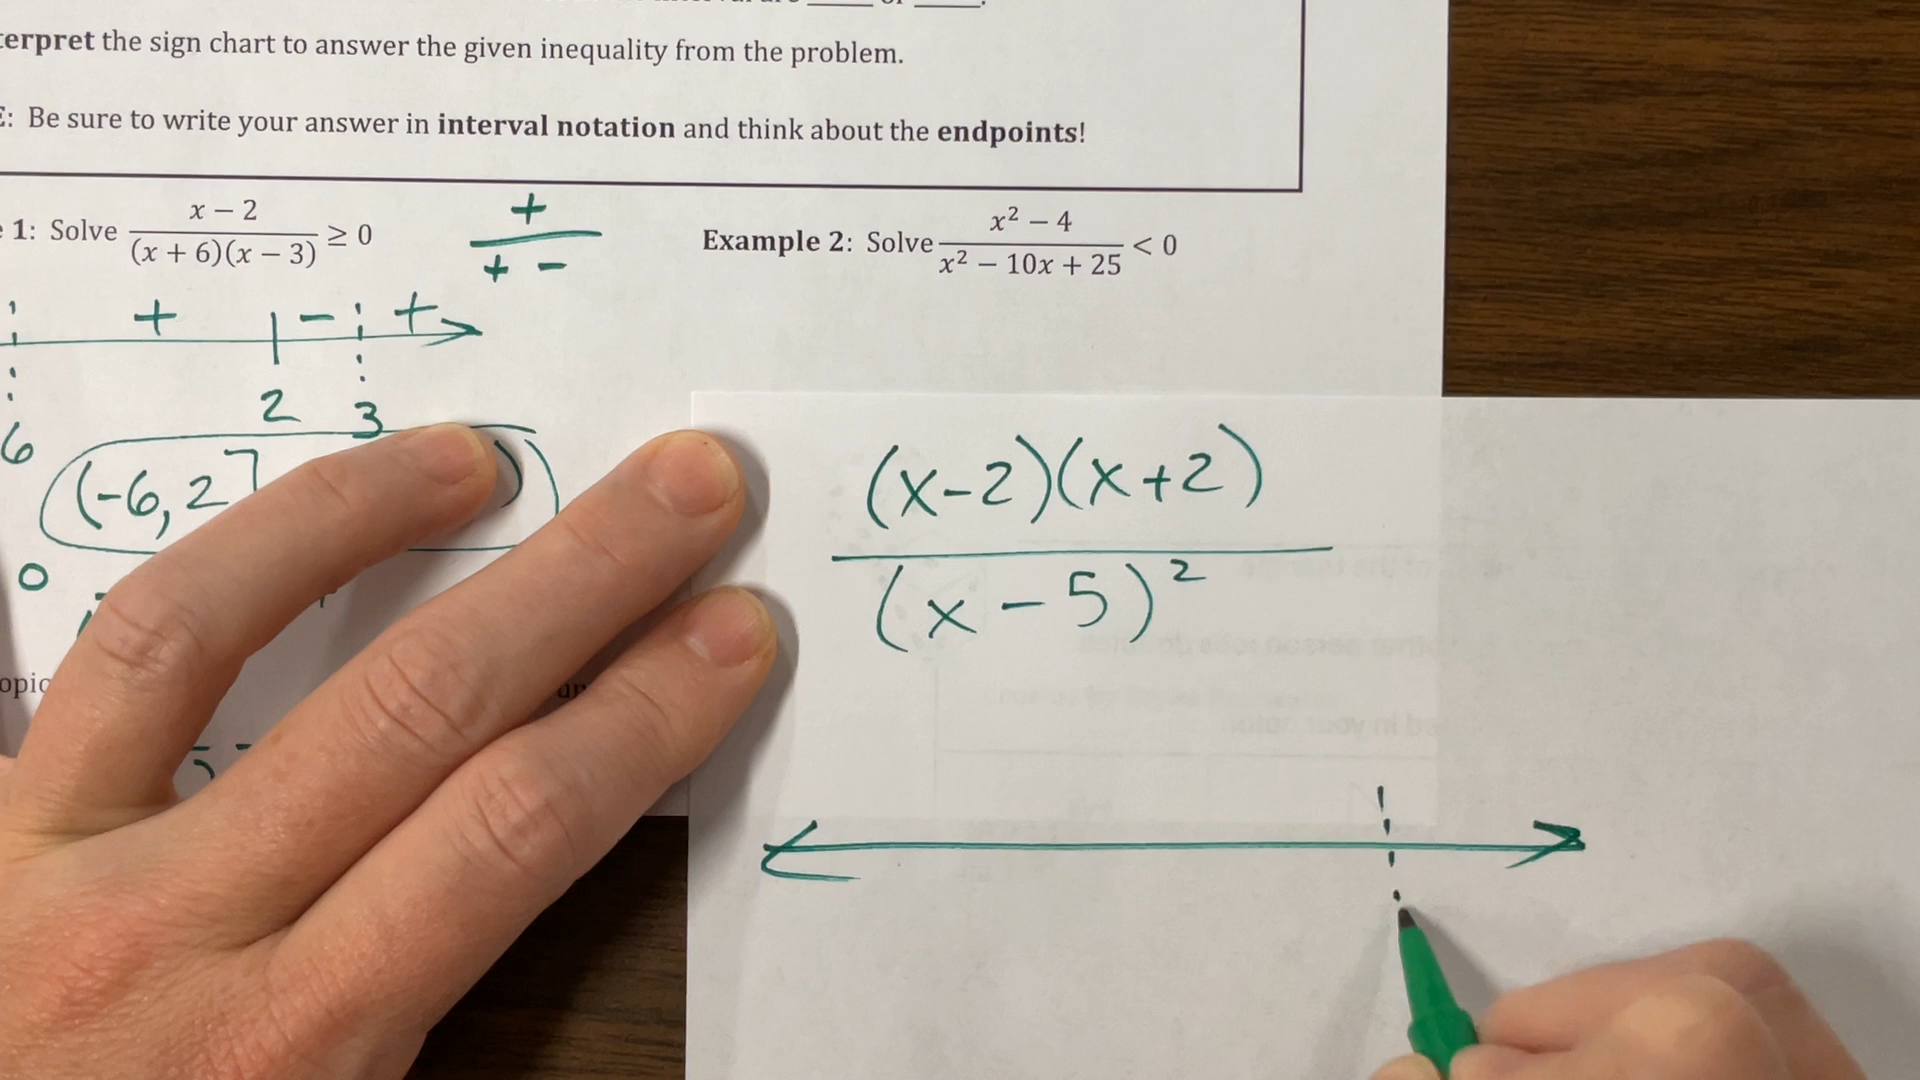 or
erpret the sign chart to answer the given inequality from the problem.
E: Be sure to write your answer in interval notation and think about the endpoints!
1: Solve (x − 2)/((x + 6)(x − 3)) ≥ 0
+
+ −
+ − +
6 2 3
(-6, 2] )
0
Example 2: Solve (x² − 4)/(x² − 10x + 25) < 0
(x-2)(x+2)
(x-5)²
opic
5 -